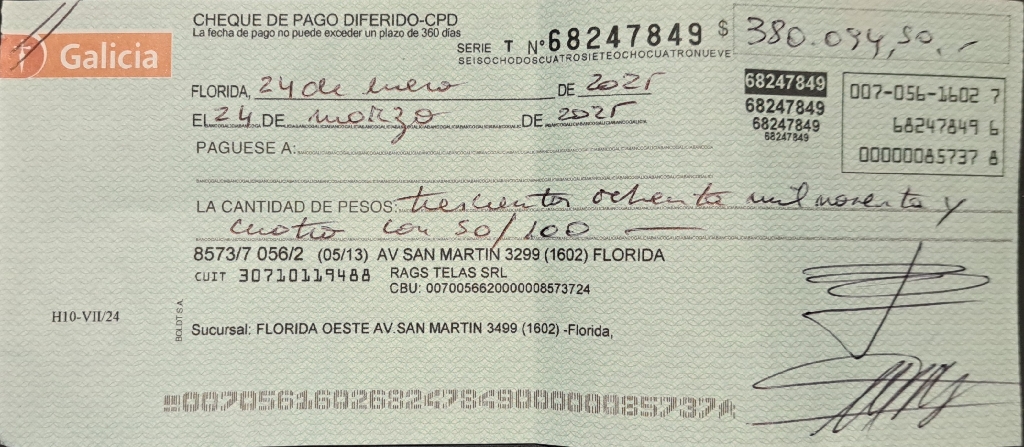 CHEQUE DE PAGO DIFERIDO-CPD
La fecha de pago no puede exceder un plazo de 360 días
Galicia
SERIE T Nº 68247849 $ 380.094,50.-
SEISOCHODOSCUATROSIETEOCHOCUATRONUEVE
FLORIDA, 24 de enero DE 2025
EL 24 DE marzo DE 2025
68247849
68247849
68247849
68247849
007-056-1602 7
68247849 6
00000085737 8
PAGUESE A:
LA CANTIDAD DE PESOS: trescientos ochenta mil noventa y
cuatro con 50/100
8573/7 056/2 (05/13) AV SAN MARTIN 3299 (1602) FLORIDA
CUIT 30710119488 RAGS TELAS SRL
CBU: 0070056620000008573724
H10-VII/24
BOLDT S.A.
Sucursal: FLORIDA OESTE AV.SAN MARTIN 3499 (1602) -Florida,
00705616026824784900000085737